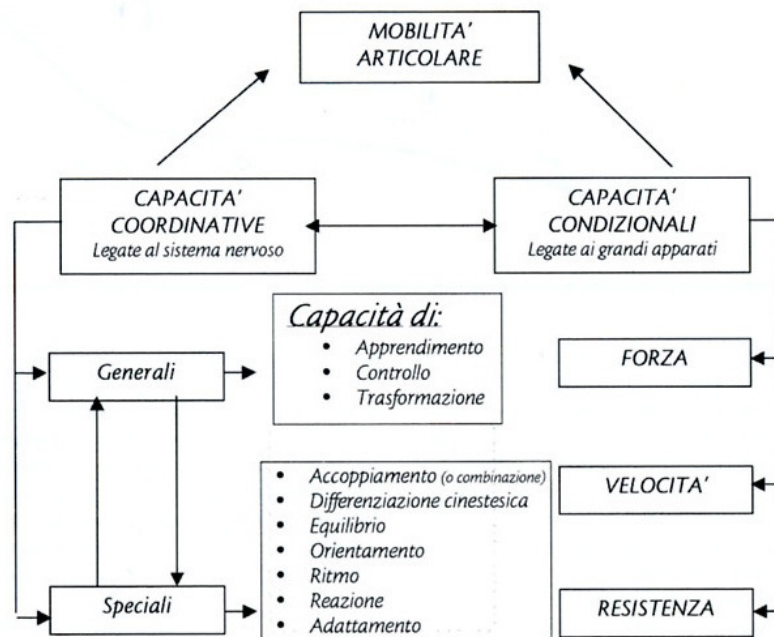 MOBILITA'
ARTICOLARE
CAPACITA'
COORDINATIVE
Legate al sistema nervoso
CAPACITA'
CONDIZIONALI
Legate ai grandi apparati
Capacità di:
• Apprendimento
• Controllo
• Trasformazione
Generali
FORZA
• Accoppiamento (o combinazione)
• Differenziazione cinestesica
• Equilibrio
• Orientamento
• Ritmo
• Reazione
• Adattamento
VELOCITA'
Speciali
RESISTENZA